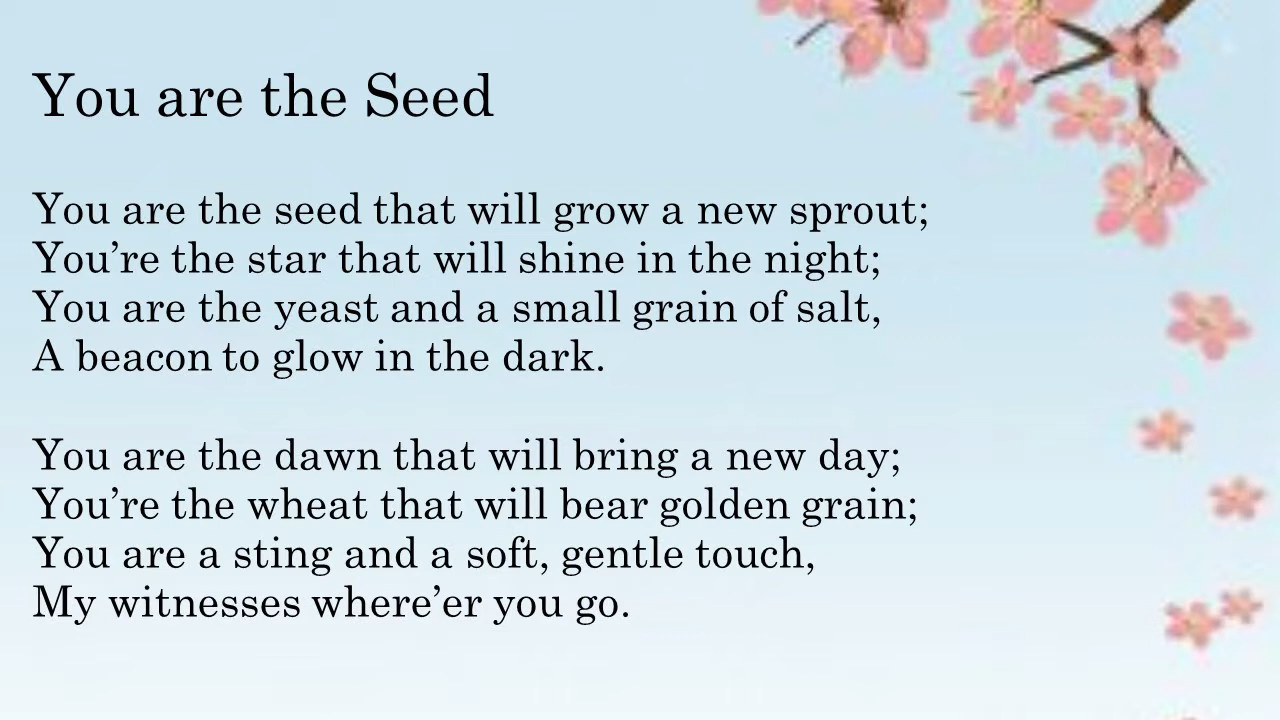 You are the Seed
You are the seed that will grow a new sprout;
You’re the star that will shine in the night;
You are the yeast and a small grain of salt,
A beacon to glow in the dark.
You are the dawn that will bring a new day;
You’re the wheat that will bear golden grain;
You are a sting and a soft, gentle touch,
My witnesses where’er you go.